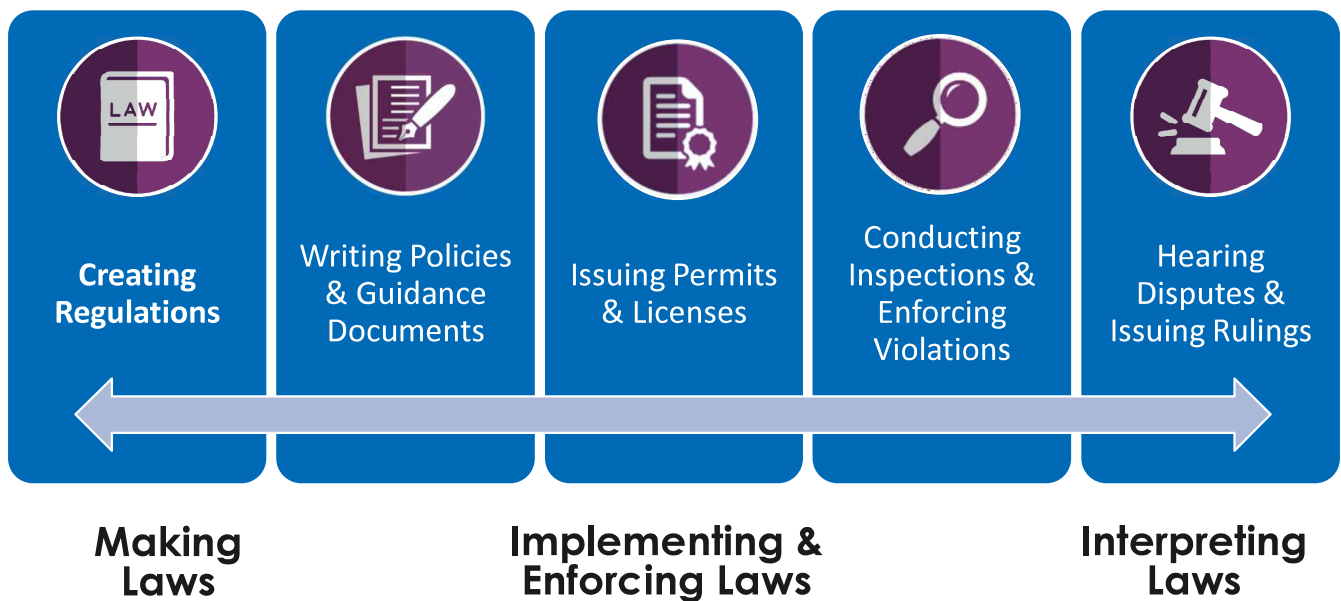 LAW
Creating
Regulations
Writing Policies
& Guidance
Documents
Issuing Permits
& Licenses
Conducting
Inspections &
Enforcing
Violations
Hearing
Disputes &
Issuing Rulings
Making
Laws
Implementing &
Enforcing Laws
Interpreting
Laws